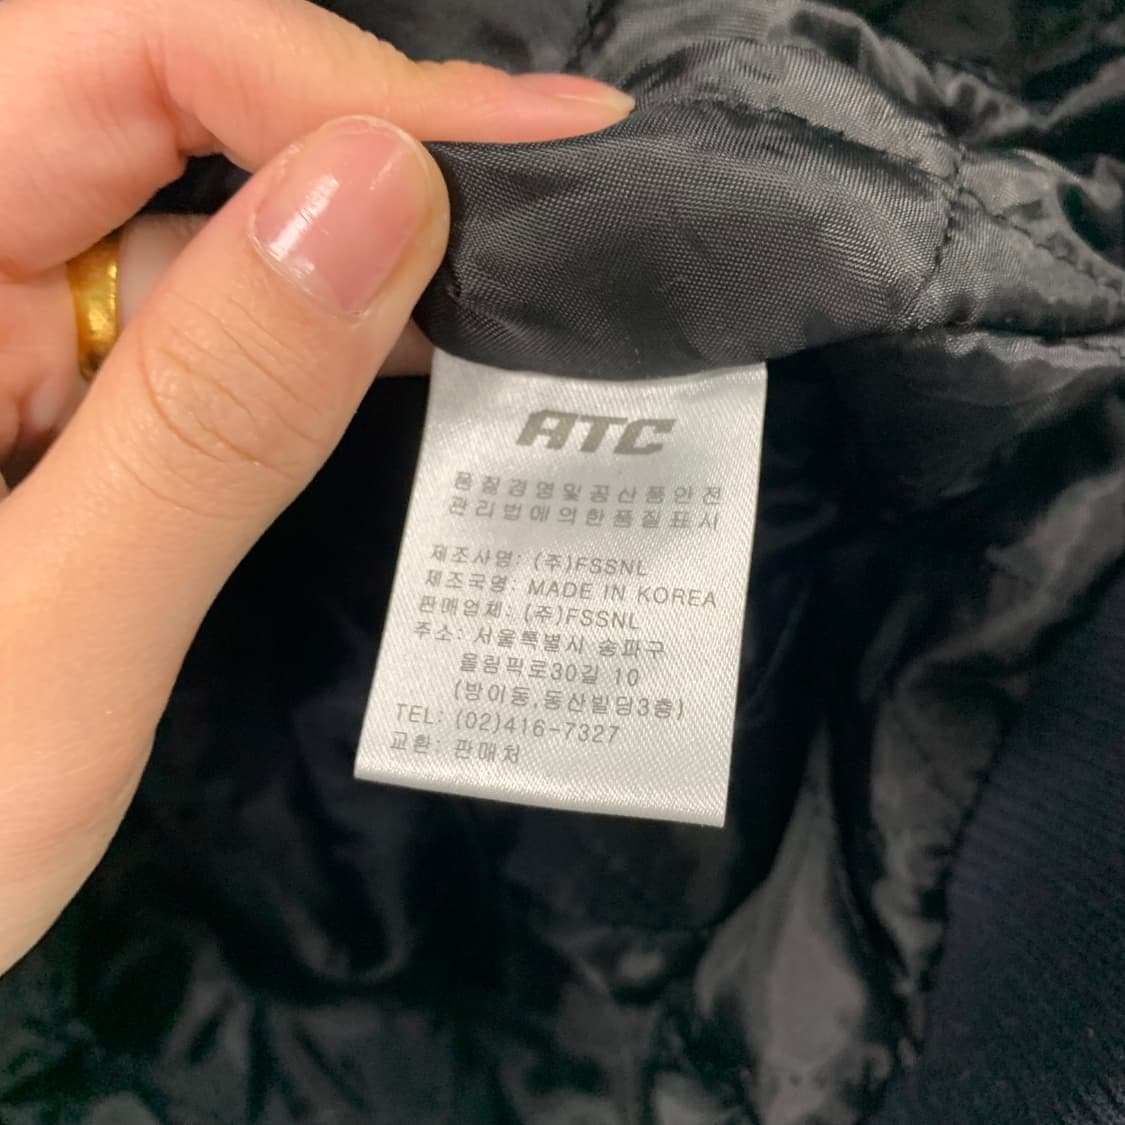 ATC
품질경영및공산품안전
관리법에의한품질표시
제조사명: (주)FSSNL
제조국명: MADE IN KOREA
판매업체: (주)FSSNL
주소: 서울특별시 송파구
올림픽로30길 10
(방이동,동산빌딩3층)
TEL: (02)416-7327
교환: 판매처